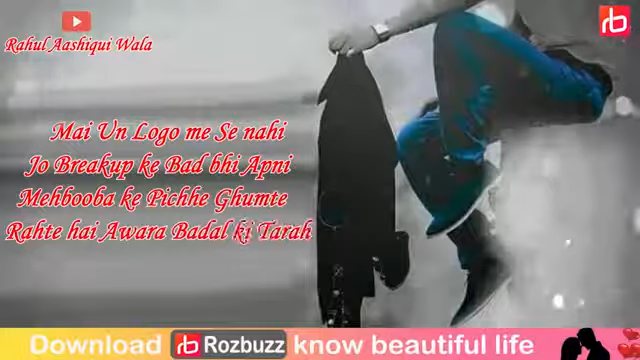 Rahul Aashiqui Wala
Mai Un Logo me Se nahi
Jo Breakup ke Bad bhi Apni
Mehbooba ke Pichhe Ghumte
Rahte hai Awara Badal ki Tarah
Download Rozbuzz know beautiful life